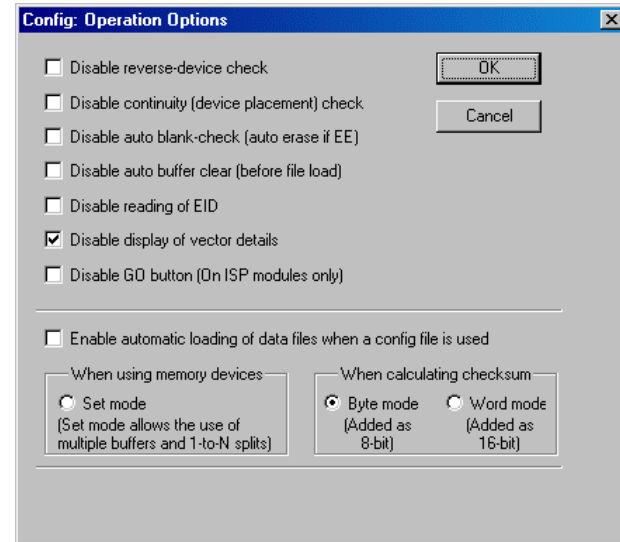 Config: Operation Options
Disable reverse-device check
OK
Disable continuity (device placement) check
Cancel
Disable auto blank-check (auto erase if EE)
Disable auto buffer clear (before file load)
Disable reading of EID
Disable display of vector details
Disable GO button (On ISP modules only)
Enable automatic loading of data files when a config file is used
When using memory devices
Set mode
(Set mode allows the use of
multiple buffers and 1-to-N splits)
When calculating checksum
Byte mode
(Added as
8-bit)
Word mode
(Added as
16-bit)